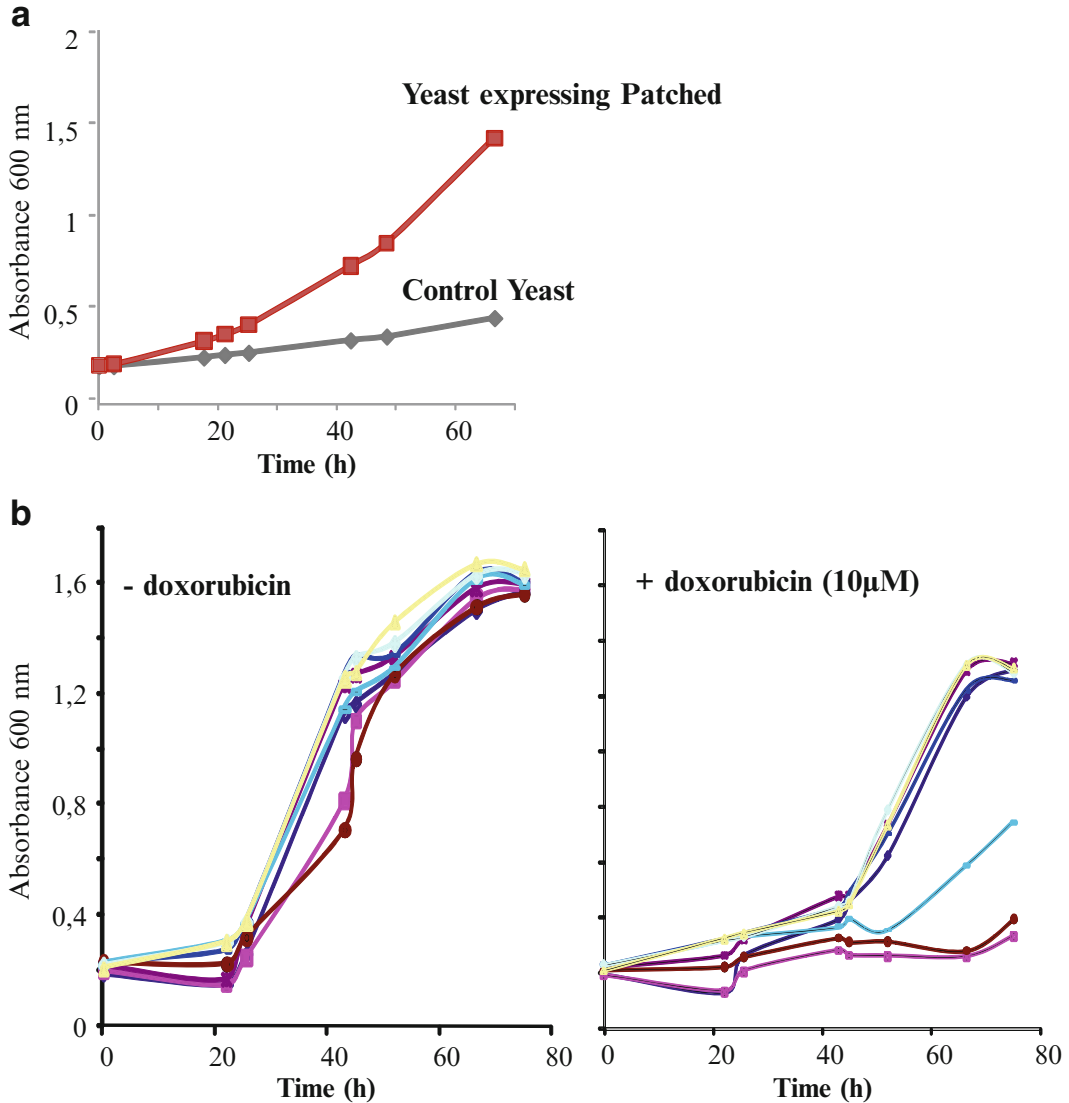 a
2
1,5
1
0,5
0
Absorbance 600 nm
Yeast expressing Patched
Control Yeast
0 20 40 60
Time (h)
b
- doxorubicin
1,6
1,2
0,8
0,4
0
Absorbance 600 nm
0 20 40 60 80
Time (h)
+ doxorubicin (10µM)
0 20 40 60 80
Time (h)